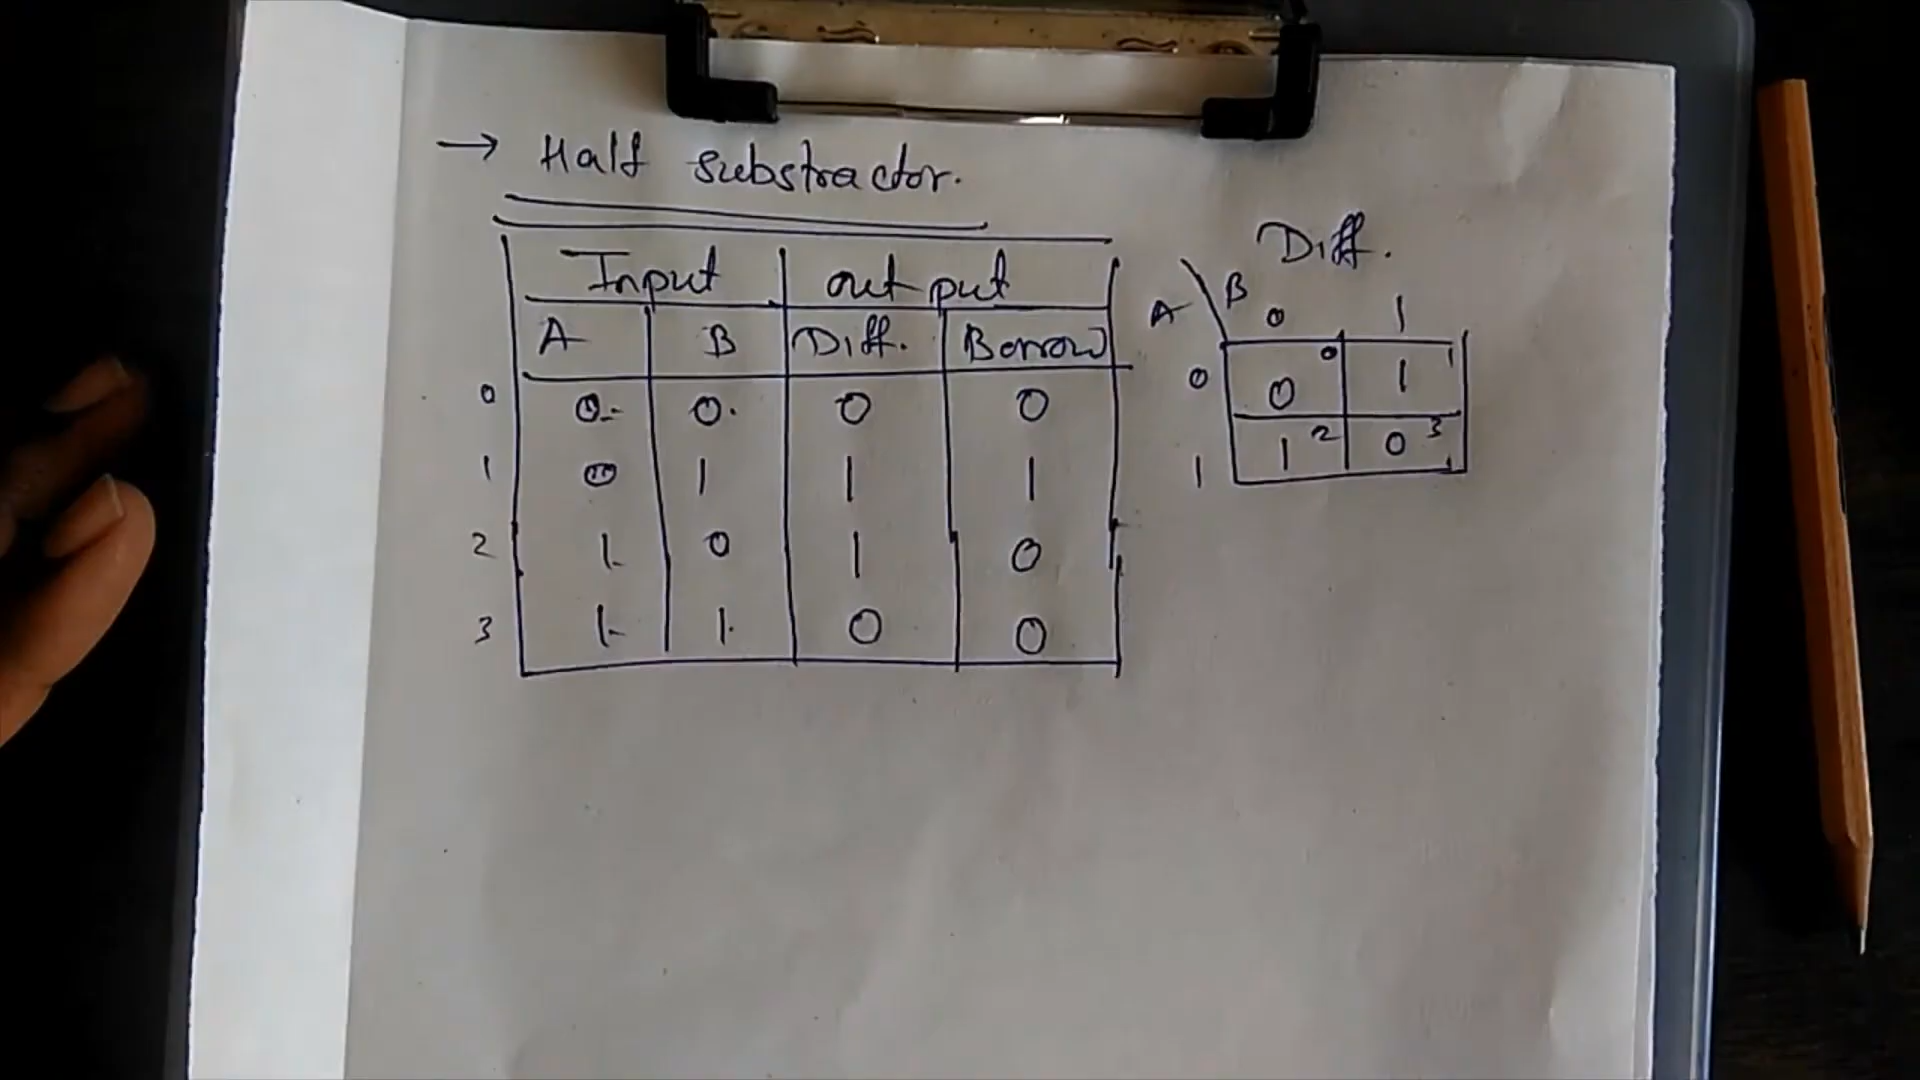 → Half substractor.
Input output
A B Diff. Borrow
0 0 0 0 0
1 0 1 1 1
2 1 0 1 0
3 1 1 0 0
Diff.
A B 0 1
0 0 0 1 1
1 1 2 0 3